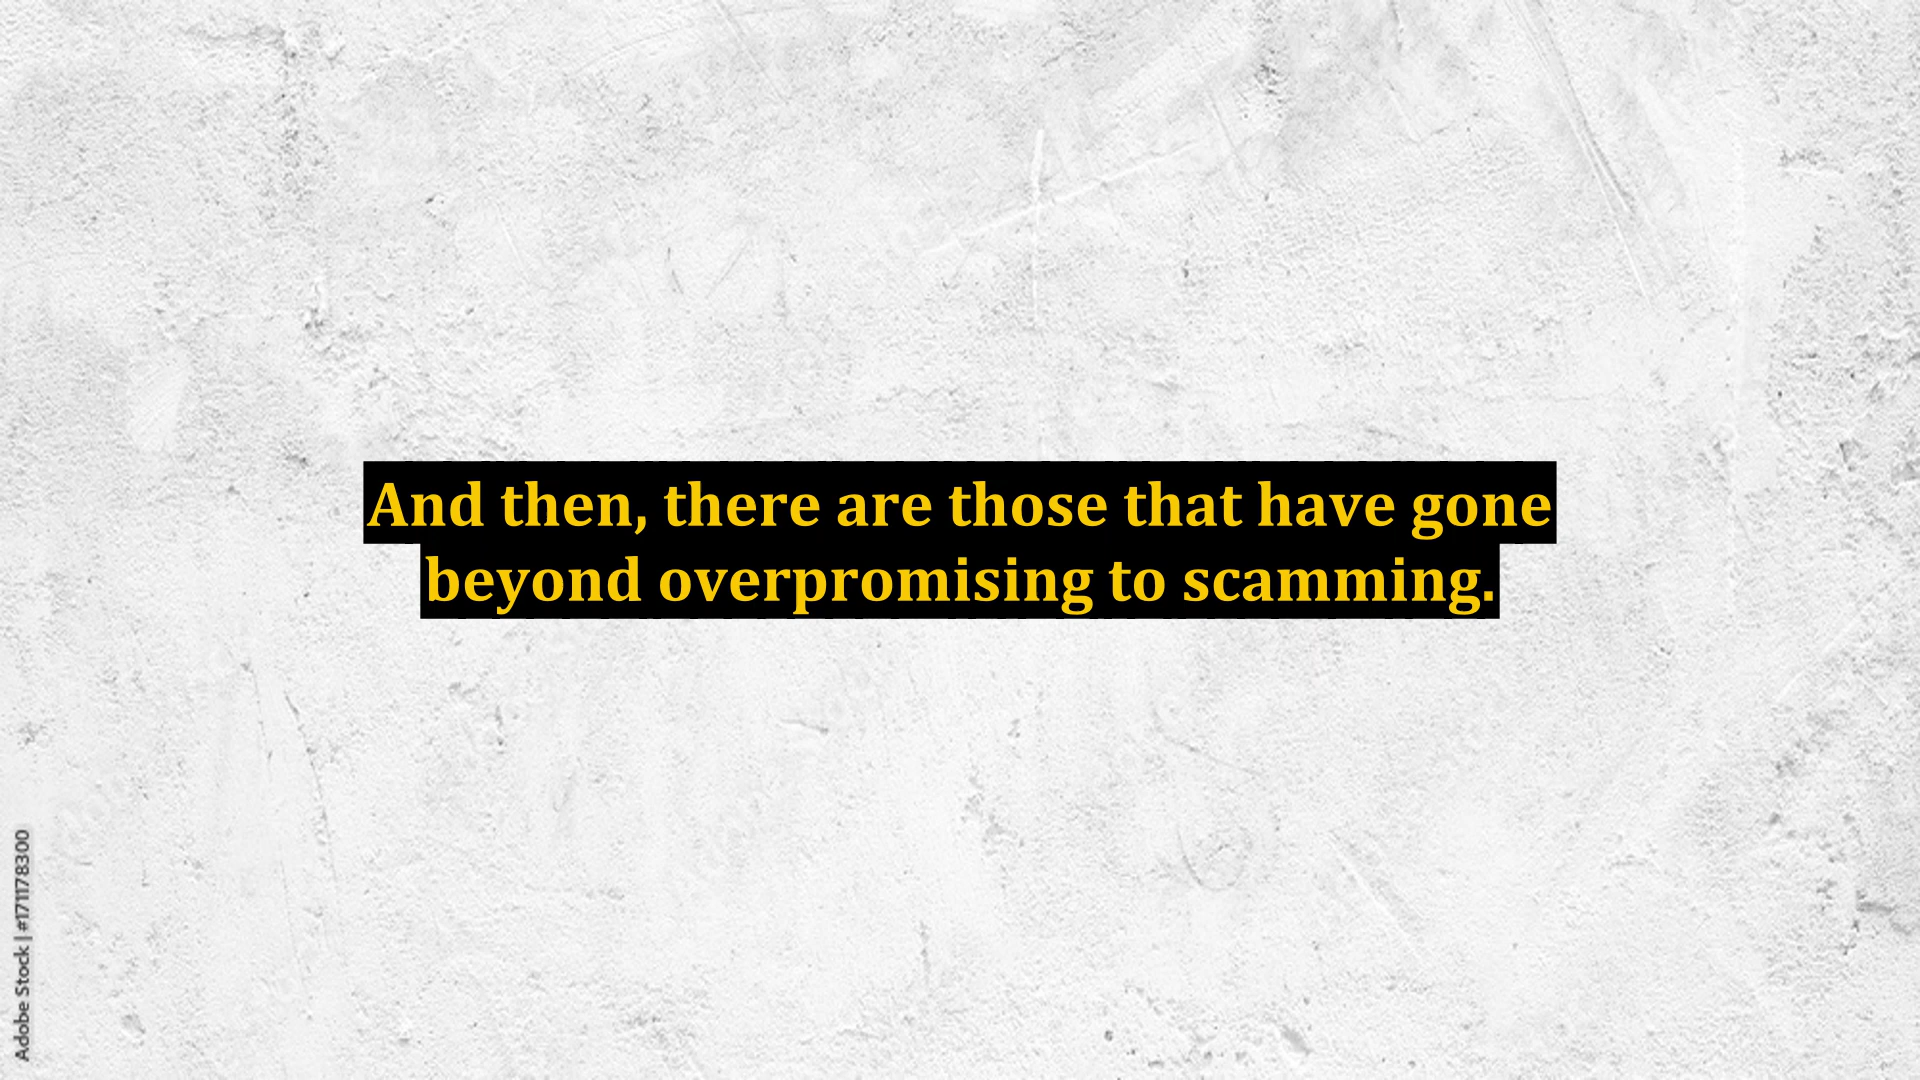 And then, there are those that have gone
beyond overpromising to scamming.
Adobe Stock | #171178300